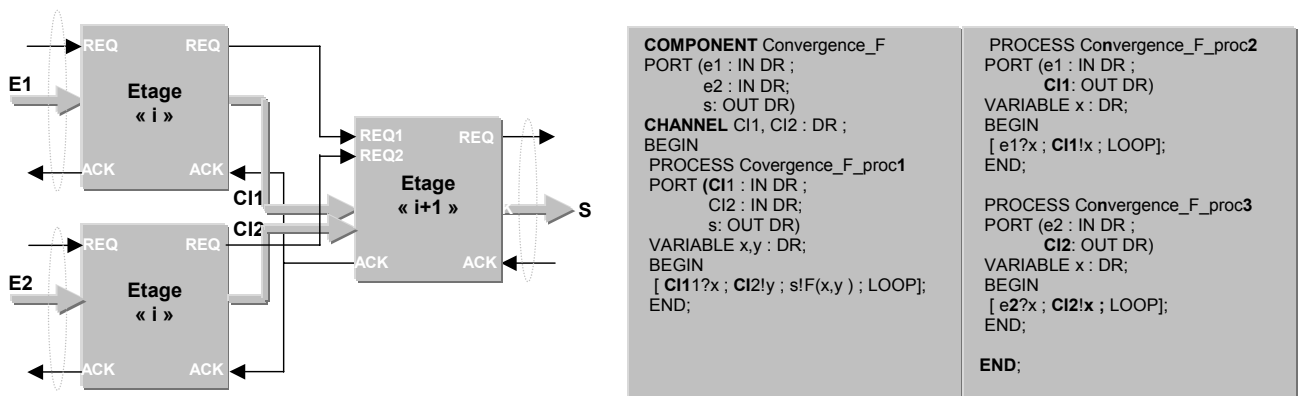 REQ REQ
E1
Etage
« i »
ACK ACK
CI1
CI2
REQ1 REQ
REQ2
Etage
« i+1 »
S
ACK ACK
REQ REQ
E2
Etage
« i »
ACK ACK
COMPONENT Convergence_F
PORT (e1 : IN DR ;
e2 : IN DR;
s: OUT DR)
CHANNEL CI1, CI2 : DR ;
BEGIN
PROCESS Covergence_F_proc1
PORT (CI1 : IN DR ;
CI2 : IN DR;
s: OUT DR)
VARIABLE x,y : DR;
BEGIN
[ CI11?x ; CI2!y ; s!F(x,y ) ; LOOP];
END;
PROCESS Convergence_F_proc2
PORT (e1 : IN DR ;
CI1: OUT DR)
VARIABLE x : DR;
BEGIN
[ e1?x ; CI1!x ; LOOP];
END;
PROCESS Convergence_F_proc3
PORT (e2 : IN DR ;
CI2: OUT DR)
VARIABLE x : DR;
BEGIN
[ e2?x ; CI2!x ; LOOP];
END;
END;